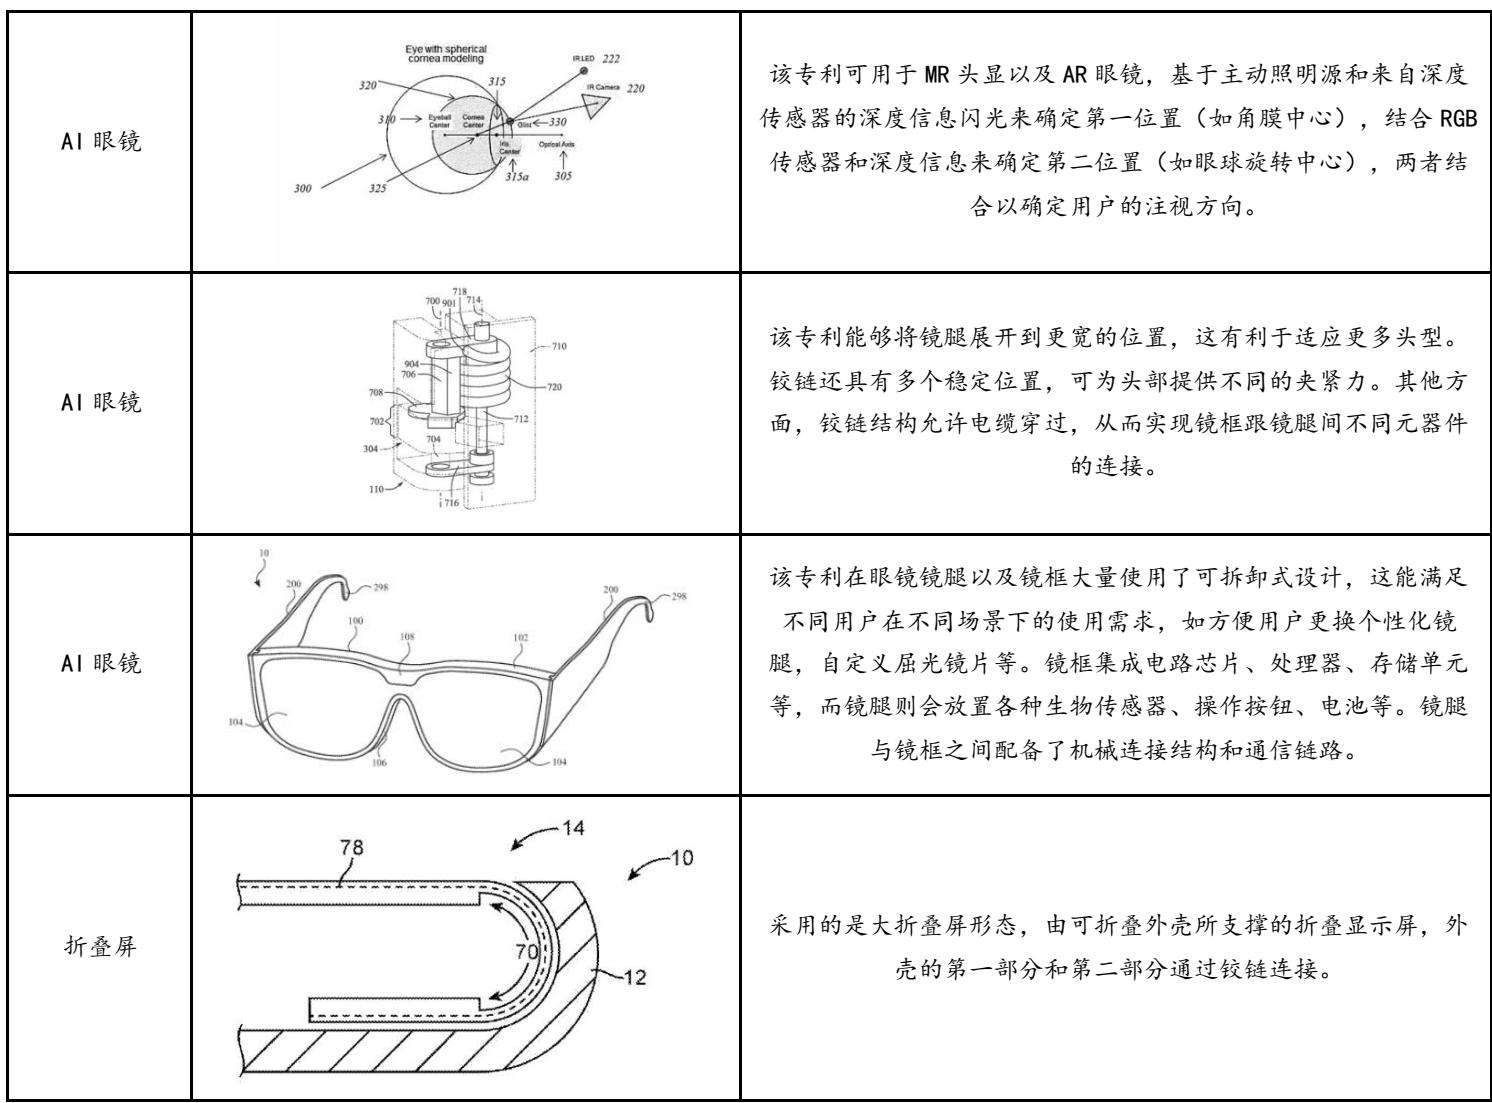 AI 眼镜
Eye with spherical
cornea modeling
IR LED 222
320
315
IR Camera 220
310
Eyeball
Center
Cornea
Center
Glint
330
Iris
Center
Optical Axis
300
325
315a
305
该专利可用于 MR 头显以及 AR 眼镜，基于主动照明源和来自深度
传感器的深度信息闪光来确定第一位置（如角膜中心），结合 RGB
传感器和深度信息来确定第二位置（如眼球旋转中心），两者结
合以确定用户的注视方向。
AI 眼镜
718
700 901 714
710
904
706
720
708
712
702
704
304
110
716
该专利能够将镜腿展开到更宽的位置，这有利于适应更多头型。
铰链还具有多个稳定位置，可为头部提供不同的夹紧力。其他方
面，铰链结构允许电缆穿过，从而实现镜框跟镜腿间不同元器件
的连接。
AI 眼镜
10
200
298
200
298
100
108
102
104
106
104
该专利在眼镜镜腿以及镜框大量使用了可拆卸式设计，这能满足
不同用户在不同场景下的使用需求，如方便用户更换个性化镜
腿，自定义屈光镜片等。镜框集成电路芯片、处理器、存储单元
等，而镜腿则会放置各种生物传感器、操作按钮、电池等。镜腿
与镜框之间配备了机械连接结构和通信链路。
折叠屏
14
78
10
70
12
采用的是大折叠屏形态，由可折叠外壳所支撑的折叠显示屏，外
壳的第一部分和第二部分通过铰链连接。